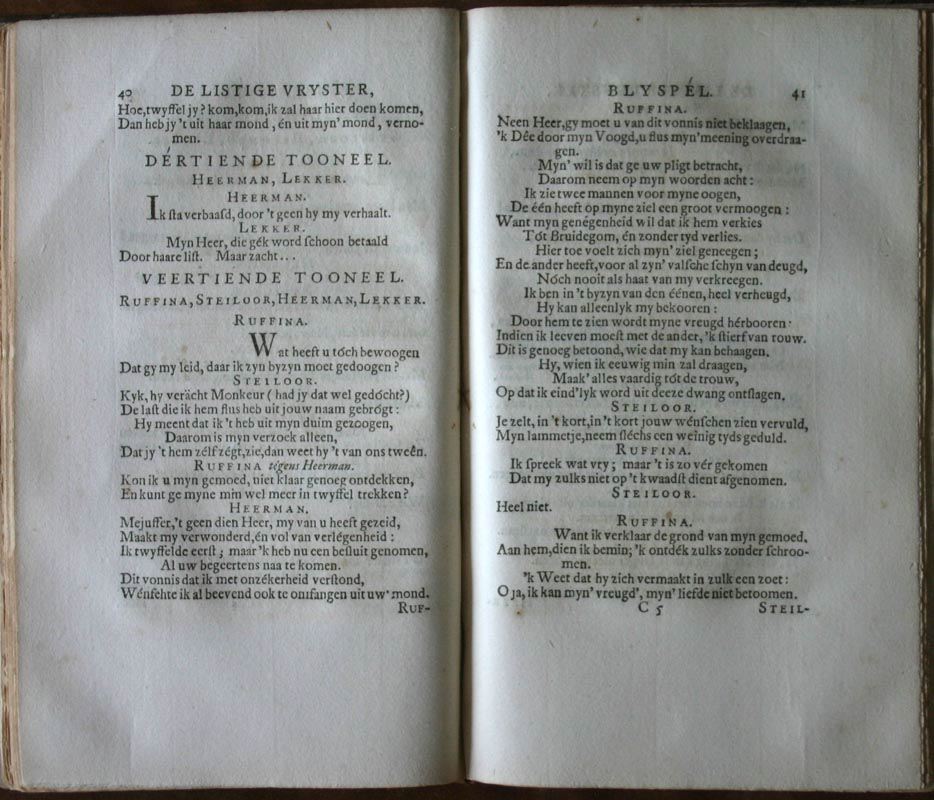 40 DE LISTIGE VRYSTER,
Hoe, twyffel jy? kom, kom, ik zal haar hier doen komen,
Dan heb jy 't uit haar mond, én uit myn' mond, verno-
men.
DÉRTIENDE TOONEEL.
HEERMAN, LEKKER.
HEERMAN.
Ik ſta verbaaſd, door 't geen hy my verhaalt.
LEKKER.
Myn Heer, die gék word ſchoon betaald
Door haare liſt. Maar zacht...
VEERTIENDE TOONEEL.
RUFFINA, STEILOOR, HEERMAN, LEKKER.
RUFFINA.
Wat heeft u tóch bewoogen
Dat gy my leid, daar ik zyn byzyn moet gedoogen?
STEILOOR.
Kyk, hy verächt Monkeur (had jy dat wel gedócht?)
De laſt die ik hem flus heb uit jouw naam gebrógt:
Hy meent dat ik 't heb uit myn duim gezoogen,
Daarom is myn verzoek alleen,
Dat jy 't hem zélf zégt, zie, dan weet hy 't van ons tweên.
RUFFINA tégens Heerman.
Kon ik u myn gemoed, niet klaar genoeg ontdekken,
En kunt ge myne min wel meer in twyffel trekken?
HEERMAN.
Mejuffer, 't geen dien Heer, my van u heeft gezeid,
Maakt my verwonderd, én vol van verlégenheid:
Ik twyffelde eerſt; maar 'k heb nu een beſluit genomen,
Al uw begeertens naa te komen.
Dit vonnis dat ik met onzékerheid verſtond,
Wénſchte ik al beevend ook te ontfangen uit uw' mond.
RUF-
BLYSPÉL. 41
RUFFINA.
Neen Heer, gy moet u van dit vonnis niet beklaagen,
'k Dée door myn Voogd, u flus myn' meening overdraa-
gen.
Myn' wil is dat ge uw pligt betracht,
Daarom neem op myn woorden acht:
Ik zie twee mannen voor myne oogen,
De één heeft op myne ziel een groot vermoogen:
Want myn genégenheid wil dat ik hem verkies
Tót Bruidegom, én zonder tyd verlies.
Hier toe voelt zich myn' ziel geneegen;
En de ander heeft, voor al zyn' valſche ſchyn van deugd,
Nóch nooit als haat van my verkreegen.
Ik ben in 't byzyn van den éénen, heel verheugd,
Hy kan alleenlyk my bekooren:
Door hem te zien wordt myne vreugd hérbooren.
Indien ik leeven moeſt met de ander, 'k ſtierf van rouw.
Dit is genoeg betoond, wie dat my kan behaagen.
Hy, wien ik eeuwig min zal draagen,
Maak' alles vaardig tót de trouw,
Op dat ik eind'lyk word uit deeze dwang ontſlagen.
STEILOOR.
Je zelt, in 't kort, in 't kort jouw wénſchen zien vervuld,
Myn lammetje, neem ſléchs een weinig tyds geduld.
RUFFINA.
Ik ſpreek wat vry; maar 't is zo vér gekomen
Dat my zulks niet op 't kwaadſt dient afgenomen.
STEILOOR.
Heel niet.
RUFFINA.
Want ik verklaar de grond van myn gemoed,
Aan hem, dien ik bemin; 'k ontdék zulks zonder ſchroo-
men.
'k Weet dat hy zich vermaakt in zulk een zoet:
O ja, ik kan myn' vreugd', myn' liefde niet betoomen.
C 5 STEIL-